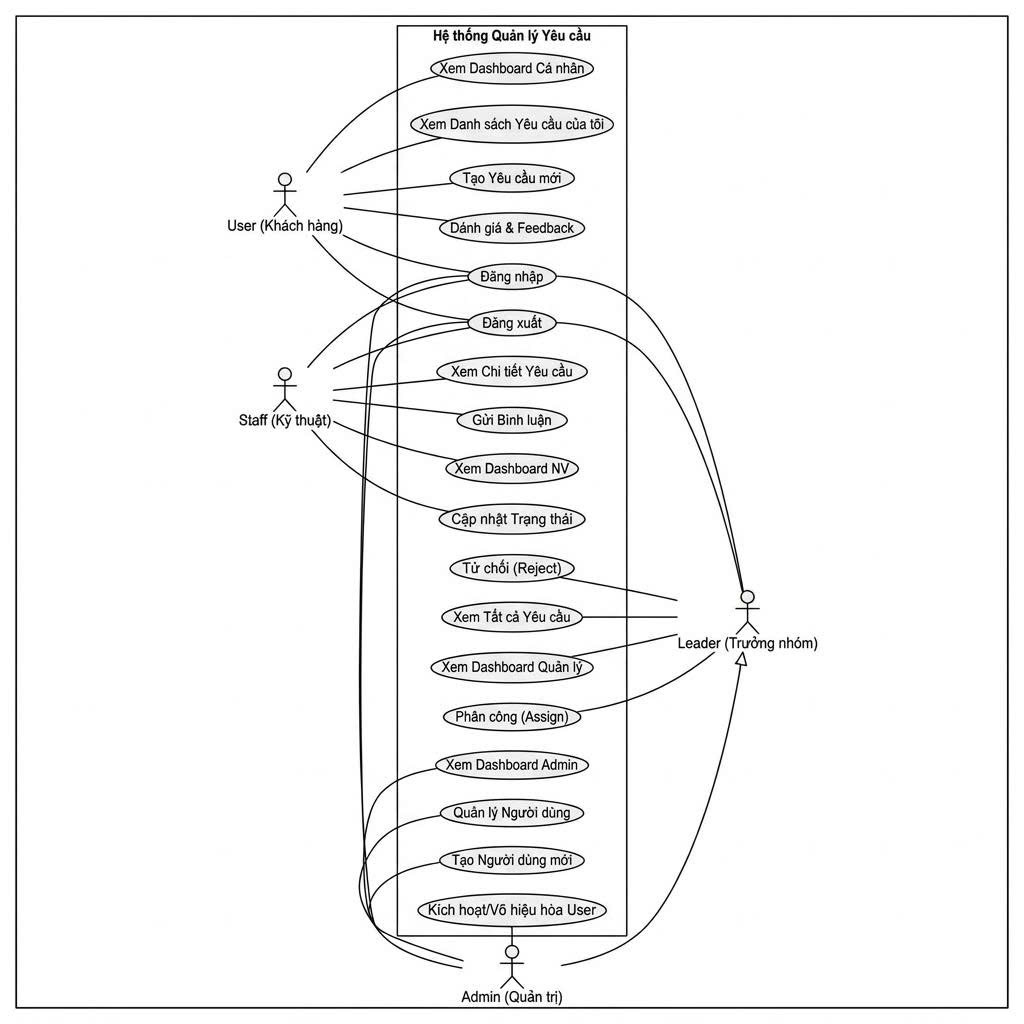 Hệ thống Quản lý Yêu cầu
Xem Dashboard Cá nhân
Xem Danh sách Yêu cầu của tôi
Tạo Yêu cầu mới
User (Khách hàng)
Dánh giá & Feedback
Đăng nhập
Đăng xuất
Xem Chi tiết Yêu cầu
Staff (Kỹ thuật)
Gửi Bình luận
Xem Dashboard NV
Cập nhật Trạng thái
Tử chối (Reject)
Xem Tất cả Yêu cầu
Leader (Trưởng nhóm)
Xem Dashboard Quản lý
Phân công (Assign)
Xem Dashboard Admin
Quản lý Người dùng
Tạo Người dùng mới
Kích hoạt/Võ hiệu hòa User
Admin (Quản trị)